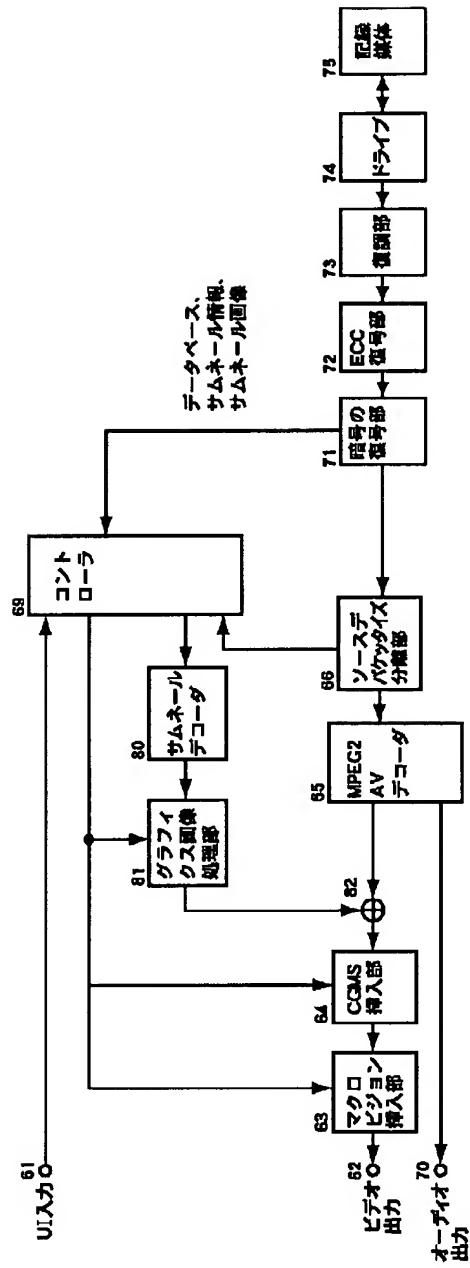 61
UI入力
62
ビデオ
出力
70
オーディオ
出力
63
マクロ
ビジョン
挿入部
64
CGMS
挿入部
82
81
グラフィ
クス画像
処理部
80
サムネール
デコーダ
69
コント
ローラ
65
MPEG2
AV
デコーダ
66
ソースデ
パケッタイズ
分離部
データベース、
サムネール情報、
サムネール画像
71
暗号の
復号部
72
ECC
復号部
73
復調部
74
ドライブ
75
記録
媒体